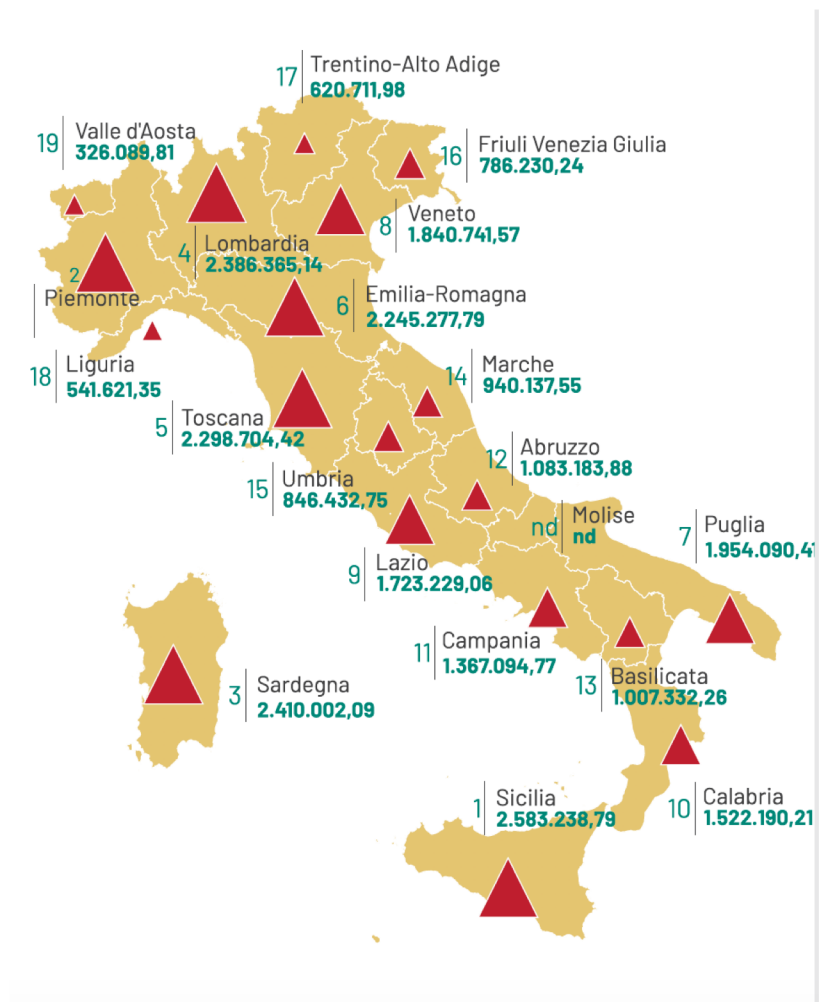 17
Trentino-Alto Adige
620.711,98
19
Valle d'Aosta
326.089,81
16
Friuli Venezia Giulia
786.230,24
8
Veneto
1.840.741,57
4
Lombardia
2.386.365,14
2
Piemonte
6
Emilia-Romagna
2.245.277,79
18
Liguria
541.621,35
14
Marche
940.137,55
5
Toscana
2.298.704,42
12
Abruzzo
1.083.183,88
15
Umbria
846.432,75
nd
Molise
nd
7
Puglia
1.954.090,41
9
Lazio
1.723.229,06
11
Campania
1.367.094,77
13
Basilicata
1.007.332,26
3
Sardegna
2.410.002,09
1
Sicilia
2.583.238,79
10
Calabria
1.522.190,21